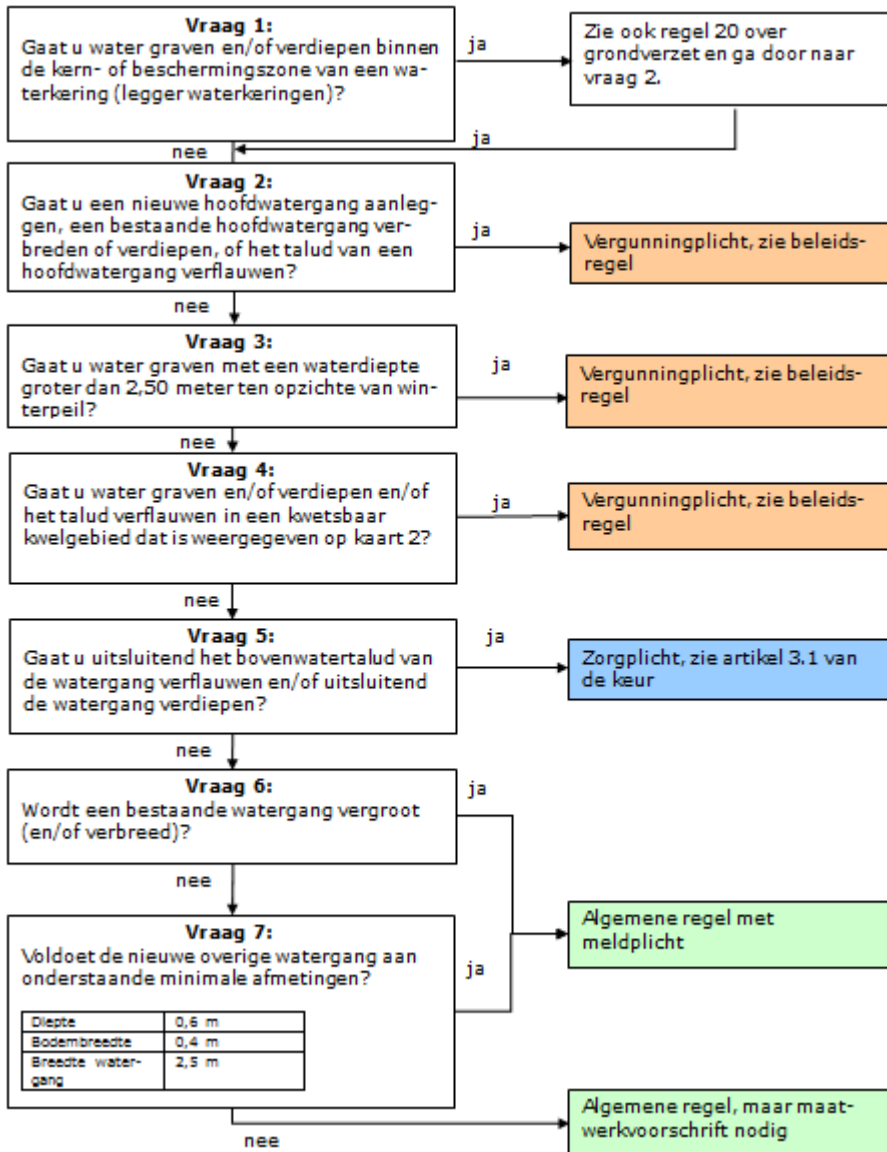 Vraag 1:
Gaat u water graven en/of verdiepen binnen
de kern- of beschermingszone van een wa-
terkering (legger waterkeringen)?
ja
Zie ook regel 20 over
grondverzet en ga door naar
vraag 2.
ja
nee
Vraag 2:
Gaat u een nieuwe hoofdwatergang aanleg-
gen, een bestaande hoofdwatergang ver-
breden of verdiepen, of het talud van een
hoofdwatergang verflauwen?
ja
Vergunningplicht, zie beleids-
regel
nee
Vraag 3:
Gaat u water graven met een waterdiepte
groter dan 2,50 meter ten opzichte van win-
terpeil?
ja
Vergunningplicht, zie beleids-
regel
nee
Vraag 4:
Gaat u water graven en/of verdiepen en/of
het talud verflauwen in een kwetsbaar
kwelgebied dat is weergegeven op kaart 2?
ja
Vergunningplicht, zie beleids-
regel
nee
Vraag 5:
Gaat u uitsluitend het bovenwatertalud van
de watergang verflauwen en/of uitsluitend
de watergang verdiepen?
ja
Zorgplicht, zie artikel 3.1 van
de keur
nee
Vraag 6:
Wordt een bestaande watergang vergroot
(en/of verbreed)?
ja
nee
Vraag 7:
Voldoet de nieuwe overige watergang aan
onderstaande minimale afmetingen?
ja
Algemene regel met
meldplicht
Diepte 0,6 m
Bodembreedte 0,4 m
Breedte water- 2,5 m
gang
nee
Algemene regel, maar maat-
werkvoorschrift nodig